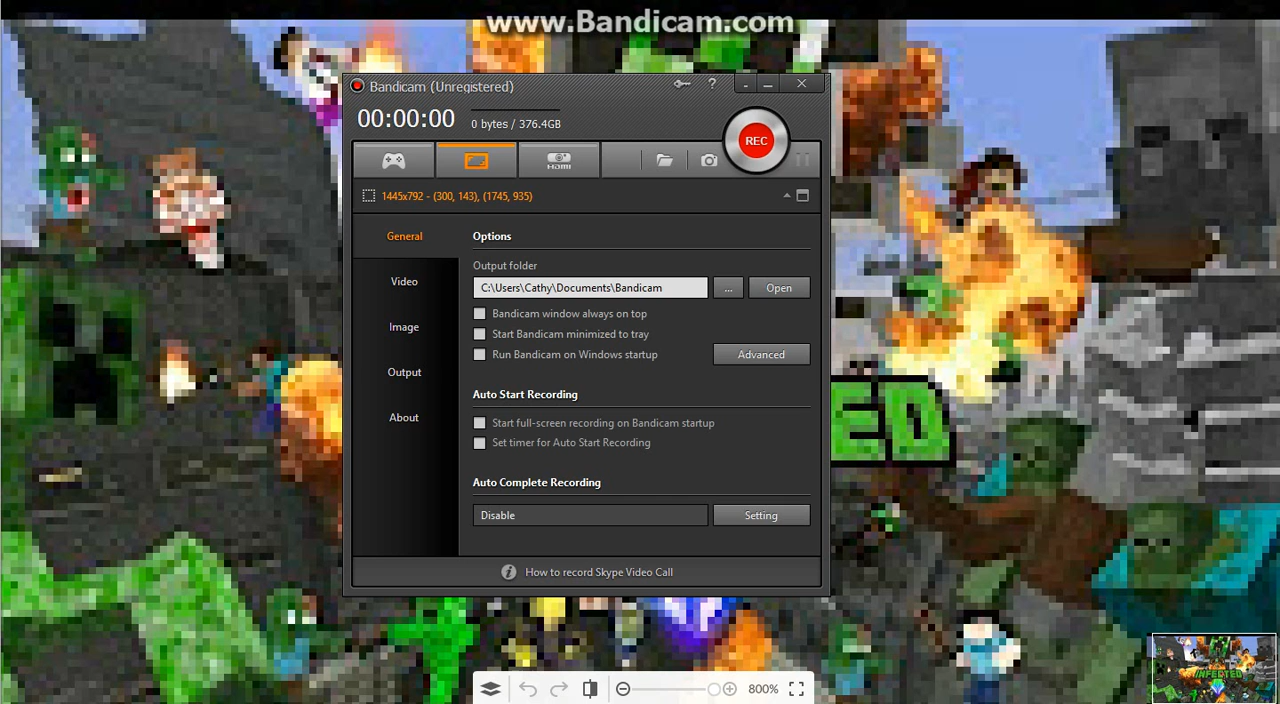 www.Bandicam.com
Bandicam (Unregistered)
?
00:00:00
0 bytes / 376.4GB
REC
HDMI
1445x792 - (300, 143), (1745, 935)
General
Video
Image
Output
About
Options
Output folder
C:\Users\Cathy\Documents\Bandicam
...
Open
Bandicam window always on top
Start Bandicam minimized to tray
Run Bandicam on Windows startup
Advanced
Auto Start Recording
Start full-screen recording on Bandicam startup
Set timer for Auto Start Recording
Auto Complete Recording
Disable
Setting
How to record Skype Video Call
ED
800%
INFECTED